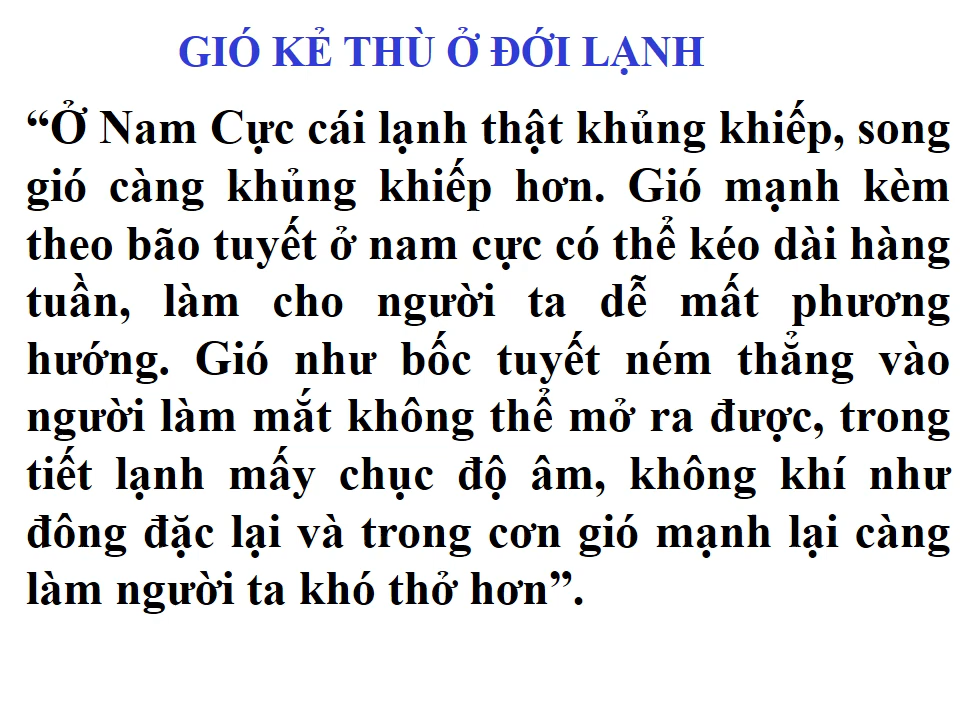 GIÓ KẺ THÙ Ở ĐỚI LẠNH
“Ở Nam Cực cái lạnh thật khủng khiếp, song
gió càng khủng khiếp hơn. Gió mạnh kèm
theo bão tuyết ở nam cực có thể kéo dài hàng
tuần, làm cho người ta dễ mất phương
hướng. Gió như bốc tuyết ném thẳng vào
người làm mắt không thể mở ra được, trong
tiết lạnh mấy chục độ âm, không khí như
đông đặc lại và trong cơn gió mạnh lại càng
làm người ta khó thở hơn”.